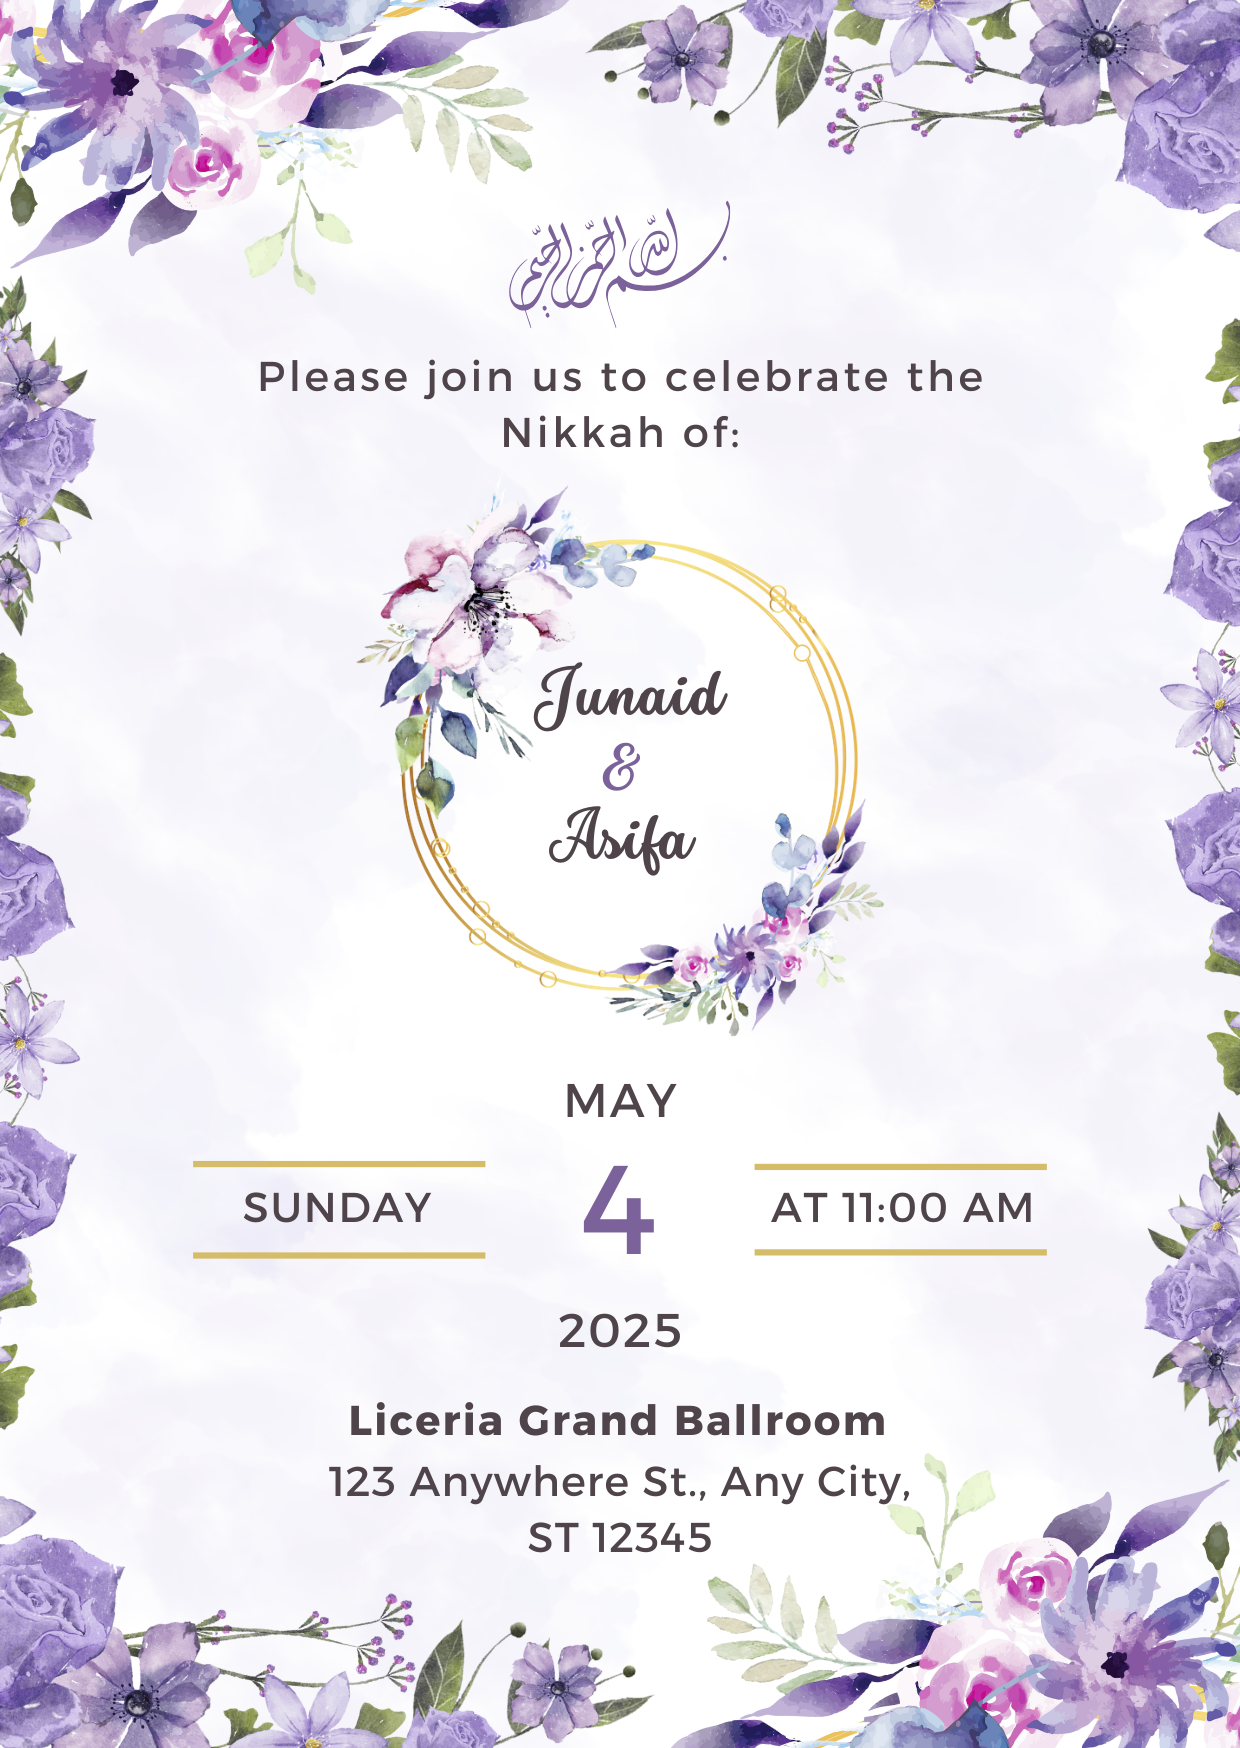 بسم الله الرحمن الرحيم
Please join us to celebrate the
Nikkah of:
Junaid
&
Asifa
MAY
SUNDAY
4
AT 11:00 AM
2025
Liceria Grand Ballroom
123 Anywhere St., Any City,
ST 12345